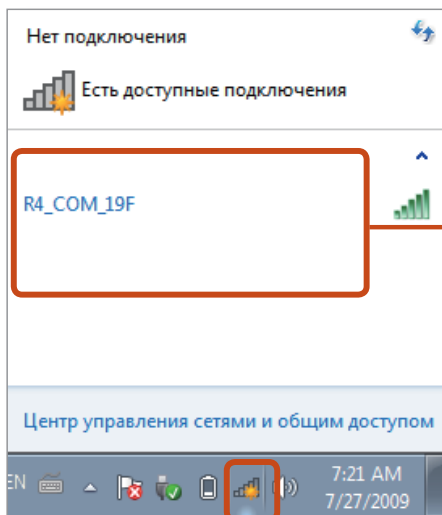 Нет подключения
Есть доступные подключения
R4_COM_19F
Центр управления сетями и общим доступом
EN
7:21 AM
7/27/2009